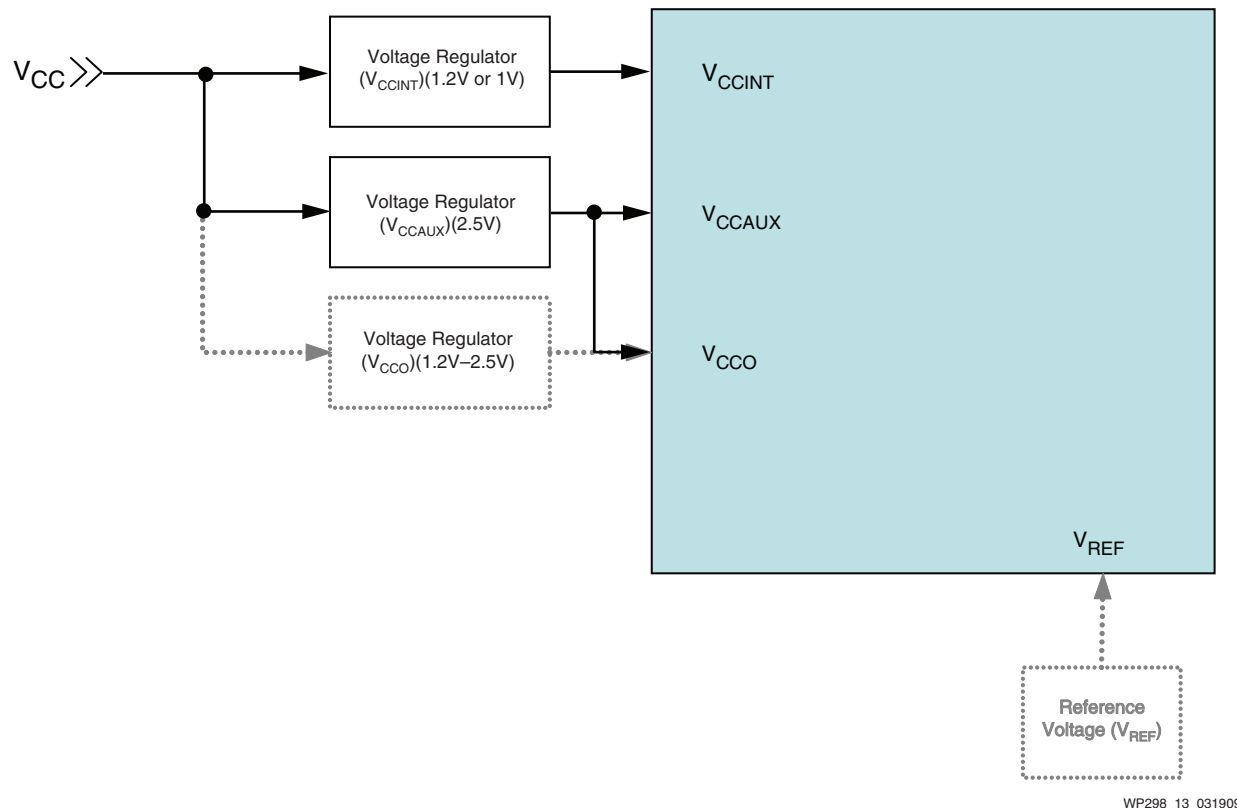 VCC
Voltage Regulator
(VCCINT)(1.2V or 1V)
VCCINT
Voltage Regulator
(VCCAUX)(2.5V)
VCCAUX
Voltage Regulator
(VCCO)(1.2V–2.5V)
VCCO
VREF
Reference
Voltage (VREF)
WP298_13_031909